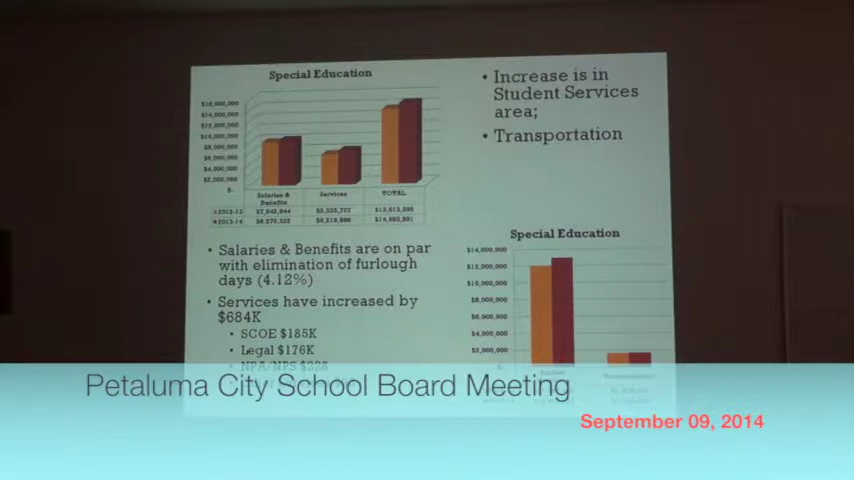 Special Education
$16,000,000
$14,000,000
$12,000,000
$10,000,000
$8,000,000
$6,000,000
$4,000,000
$2,000,000
$-
Salaries &
Benefits
Services
TOTAL
2012-13
2013-14
• Increase is in
Student Services
area;
• Transportation
• Salaries & Benefits are on par
with elimination of furlough
days (4.12%)
• Services have increased by
$684K
• SCOE $185K
• Legal $176K
Special Education
$14,000,000
$12,000,000
$10,000,000
$8,000,000
$6,000,000
$4,000,000
$2,000,000
Petaluma City School Board Meeting
September 09, 2014